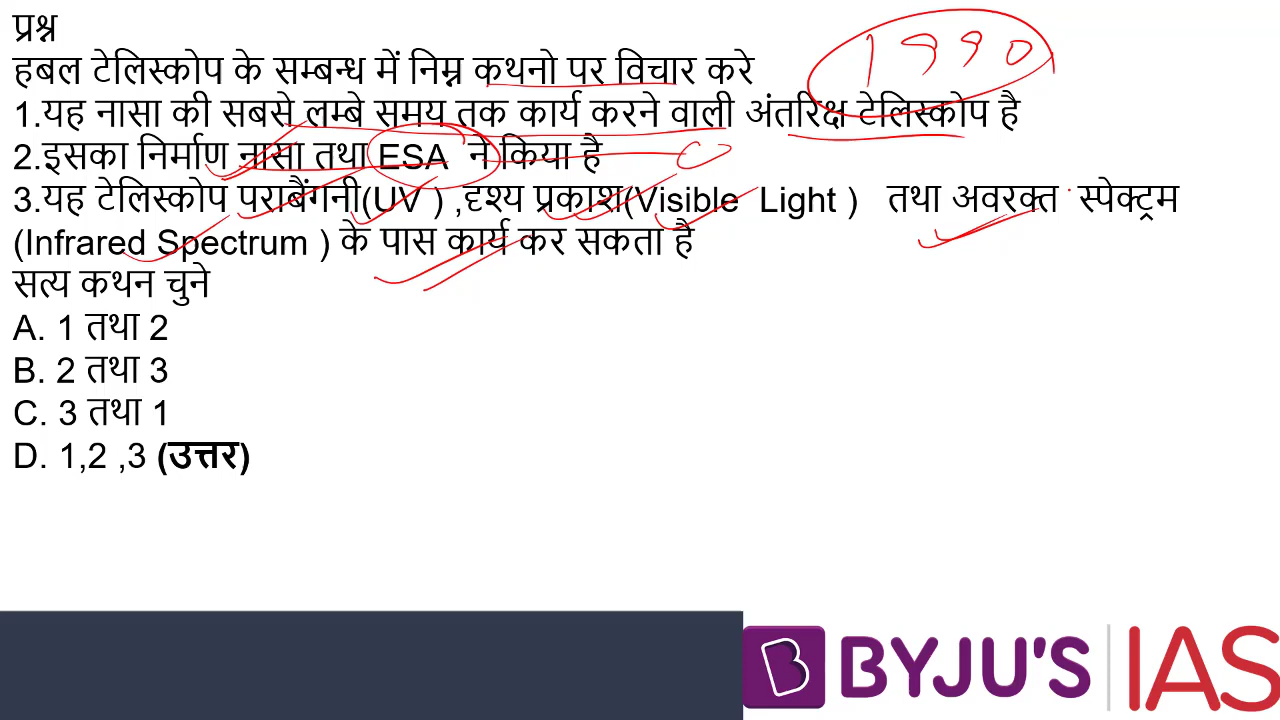 प्रश्न
1990
हबल टेलिस्कोप के सम्बन्ध में निम्न कथनो पर विचार करे
1.यह नासा की सबसे लम्बे समय तक कार्य करने वाली अंतरिक्ष टेलिस्कोप है
2.इसका निर्माण नासा तथा ESA ने किया है
3.यह टेलिस्कोप पराबैंगनी(UV ) ,दृश्य प्रकाश(Visible Light ) तथा अवरक्त स्पेक्ट्रम
(Infrared Spectrum ) के पास कार्य कर सकता है
सत्य कथन चुने
A. 1 तथा 2
B. 2 तथा 3
C. 3 तथा 1
D. 1,2 ,3 (उत्तर)
BYJU'S IAS